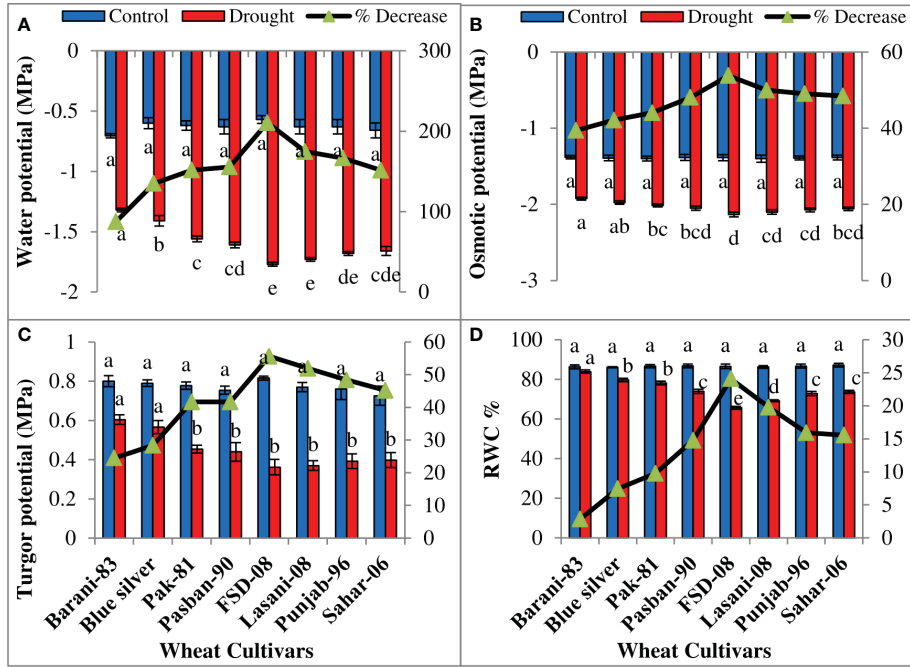 A
Control Drought % Decrease
Water potential (MPa)
0
-0.5
-1
-1.5
-2
300
200
100
0
a a a a a a a a
a b c cd e e de cde
B
Control Drought % Decrease
Osmotic potential (MPa)
0
-1
-2
-3
60
40
20
0
a a a a a a a a
a ab bc bcd d cd cd bcd
C
Turgor potential (MPa)
1
0.8
0.6
0.4
0.2
0
60
50
40
30
20
10
0
a a a a a a a a
a a b b b b b b
Barani-83
Blue silver
Pak-81
Pasban-90
FSD-08
Lasani-08
Punjab-96
Sahar-06
Wheat Cultivars
D
RWC %
100
80
60
40
20
0
30
25
20
15
10
5
0
a a a a a a a a
a b b c e d c c
Barani-83
Blue silver
Pak-81
Pasban-90
FSD-08
Lasani-08
Punjab-96
Sahar-06
Wheat Cultivars